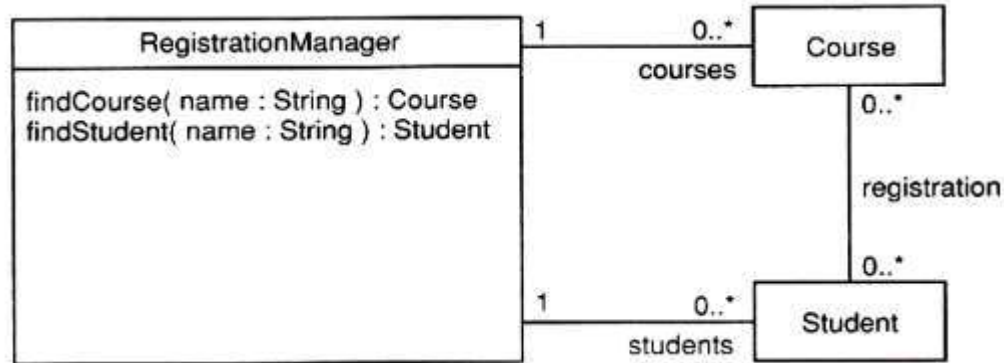 RegistrationManager
findCourse( name : String ) : Course
findStudent( name : String ) : Student
1
0..*
courses
Course
0..*
registration
0..*
1
0..*
students
Student